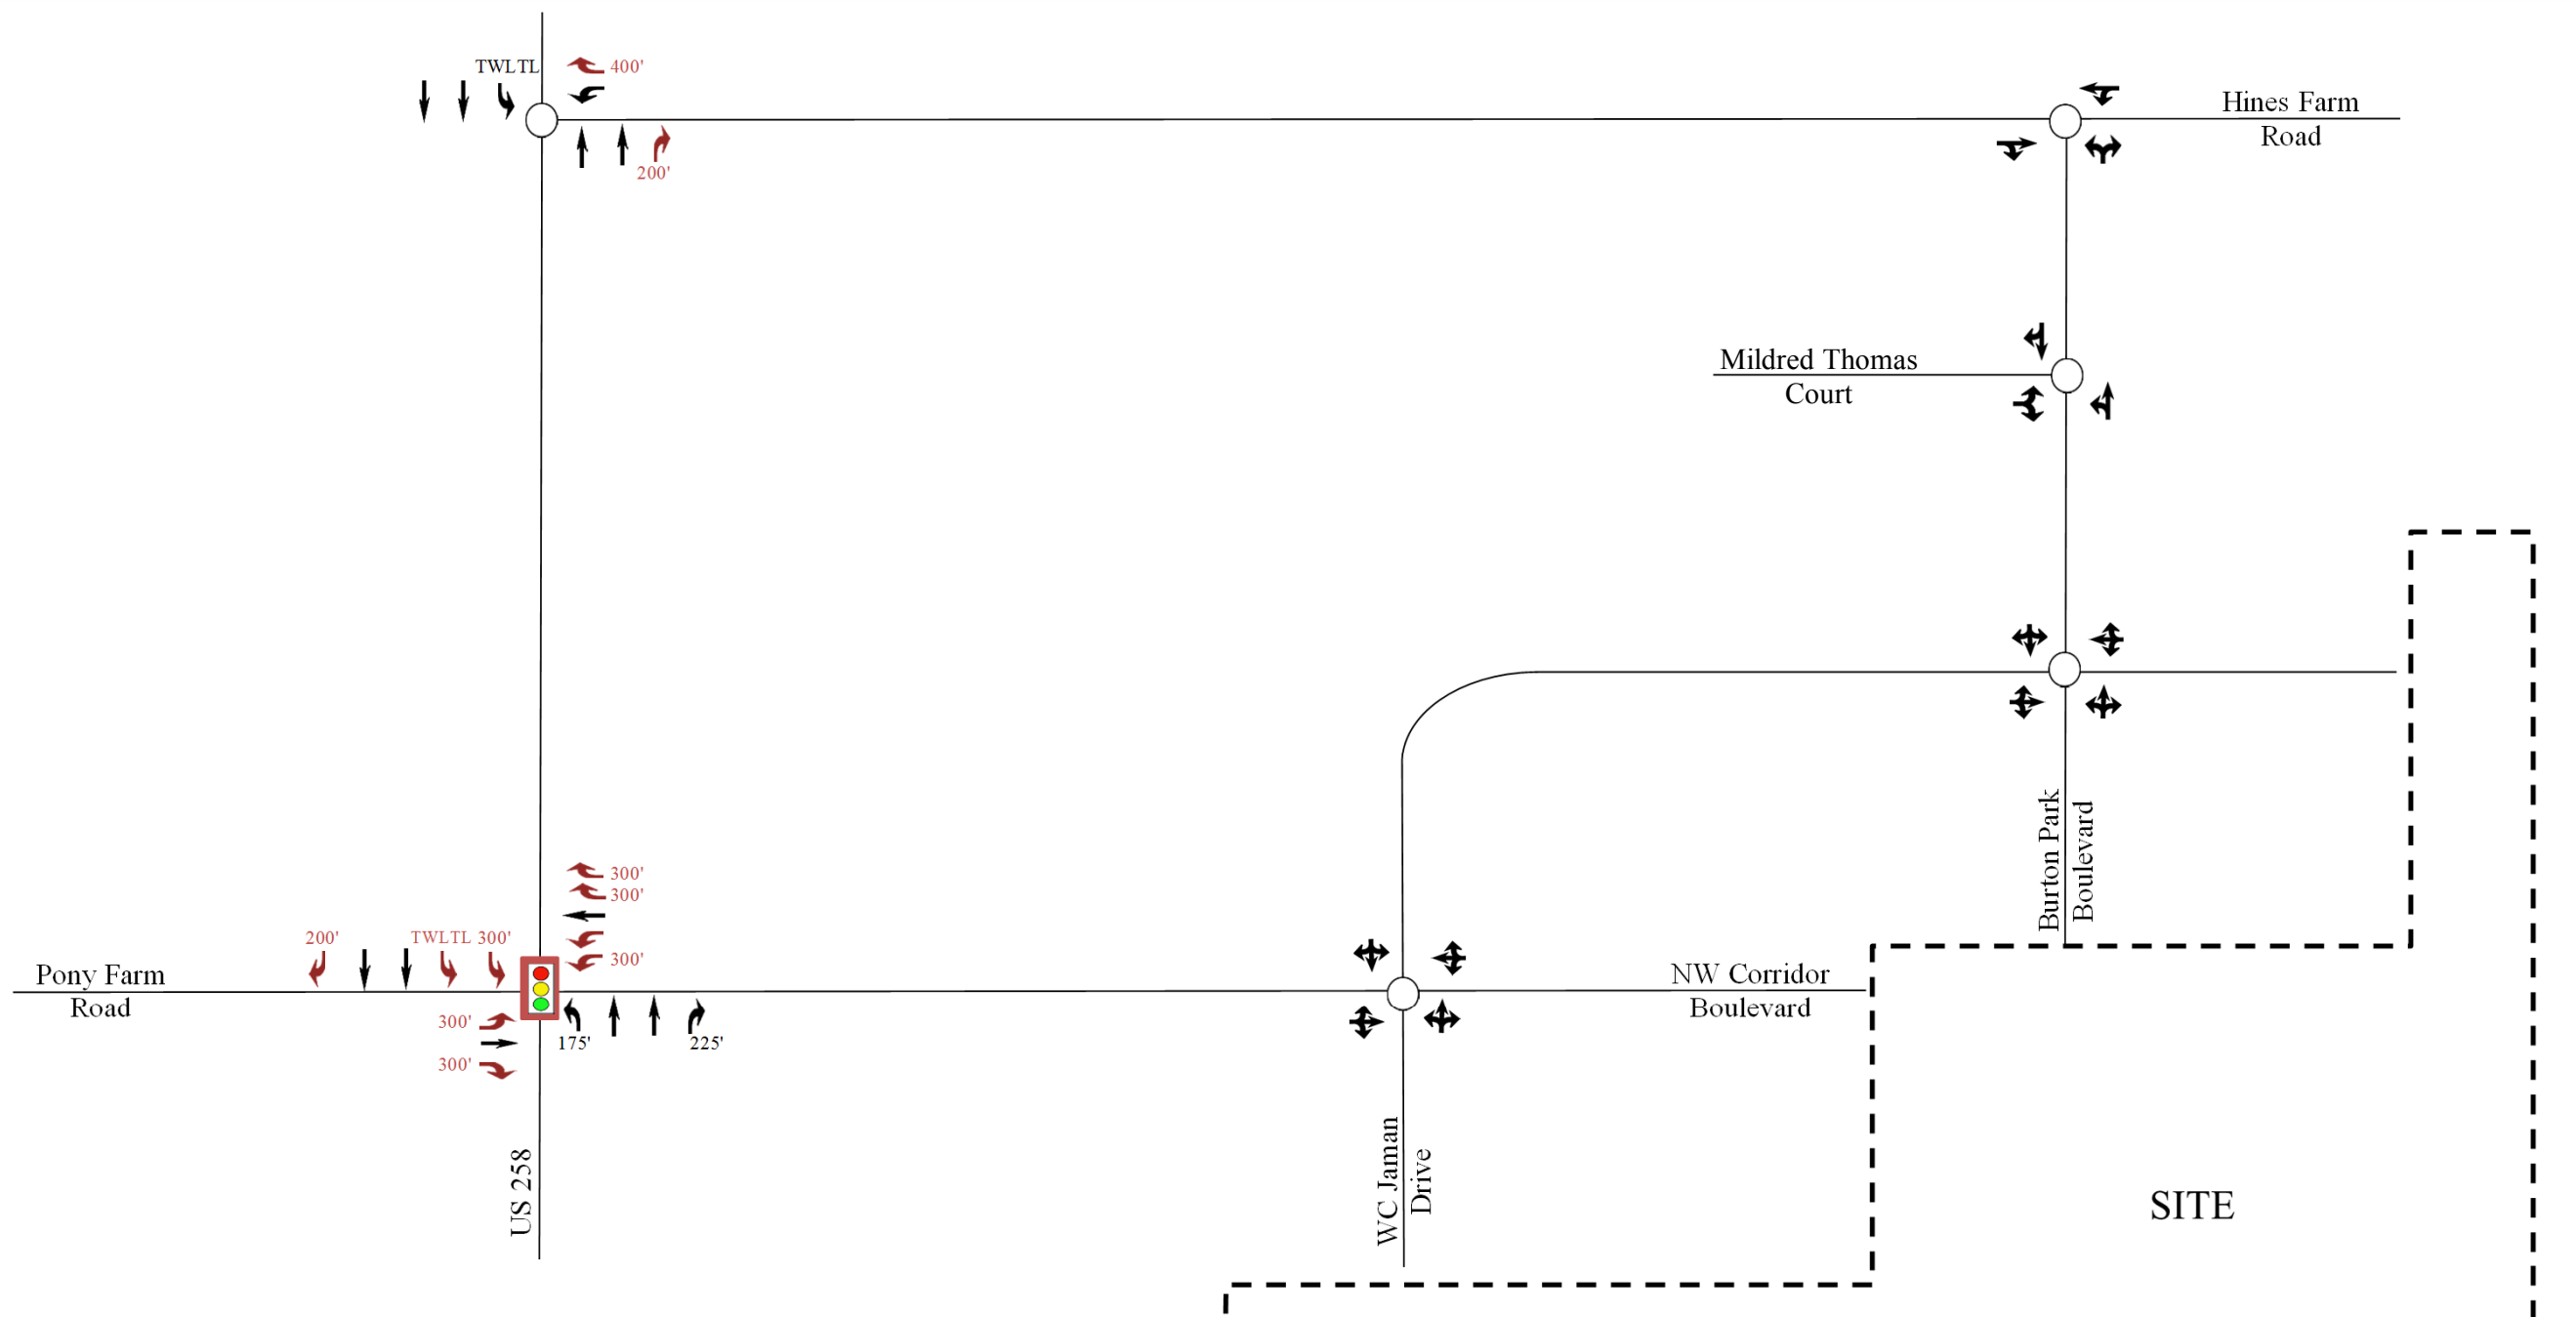 TWLTL
400'
200'
Hines Farm
Road
Mildred Thomas
Court
Burton Park
Boulevard
300'
300'
300'
200'
TWLTL 300'
Pony Farm
Road
300'
300'
175'
225'
NW Corridor
Boulevard
US 258
WC Jaman
Drive
SITE